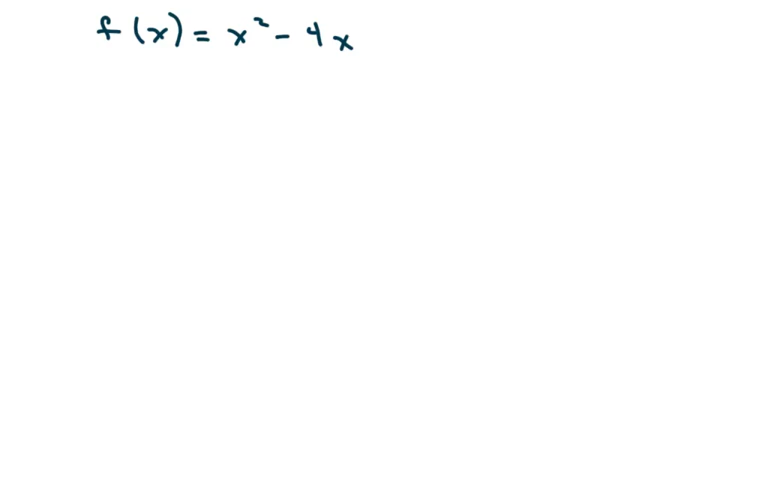 f(x) = x² - 4x